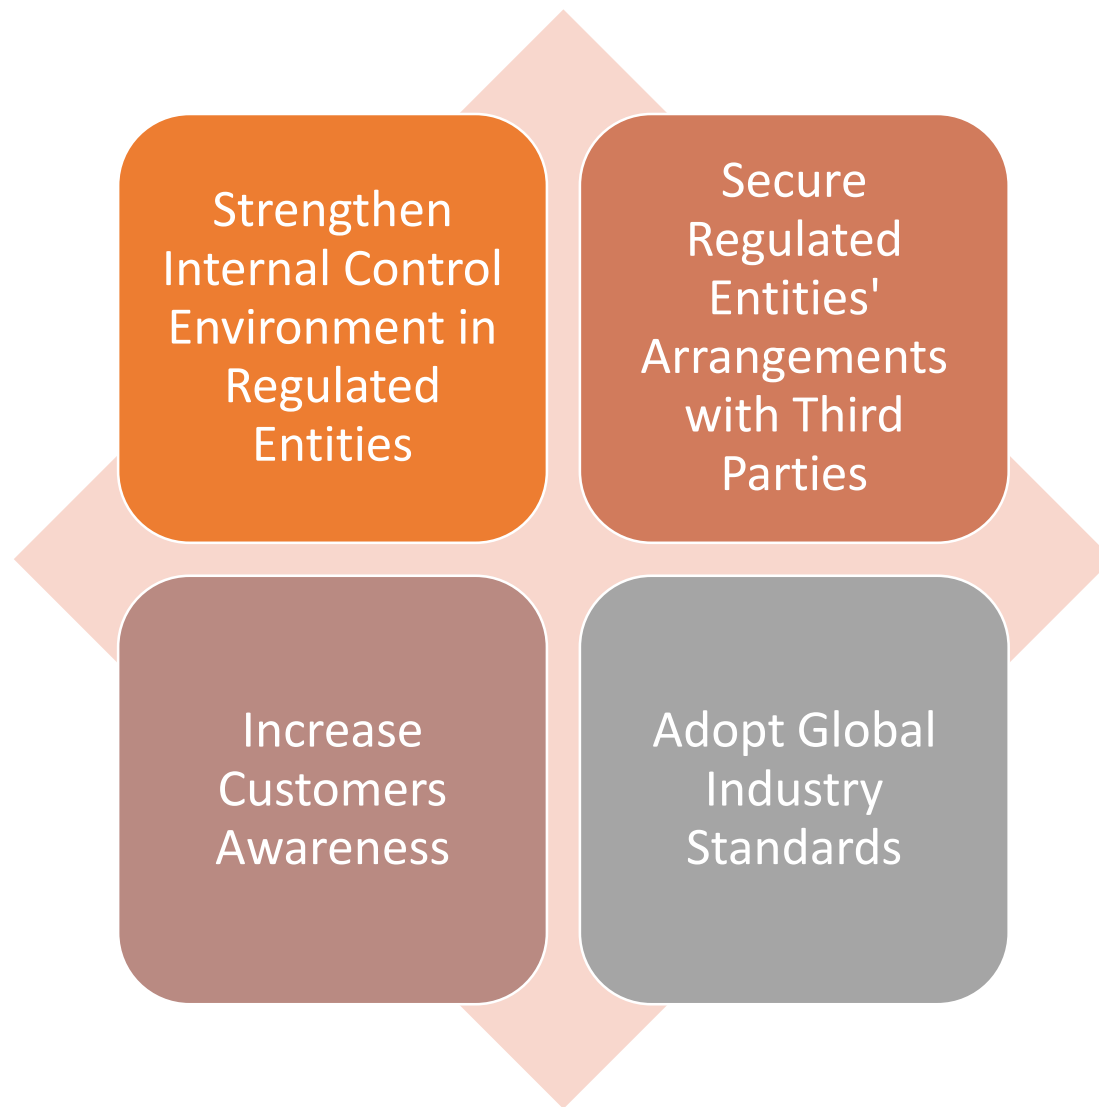 Strengthen
Internal Control
Environment in
Regulated
Entities
Secure
Regulated
Entities'
Arrangements
with Third
Parties
Increase
Customers
Awareness
Adopt Global
Industry
Standards